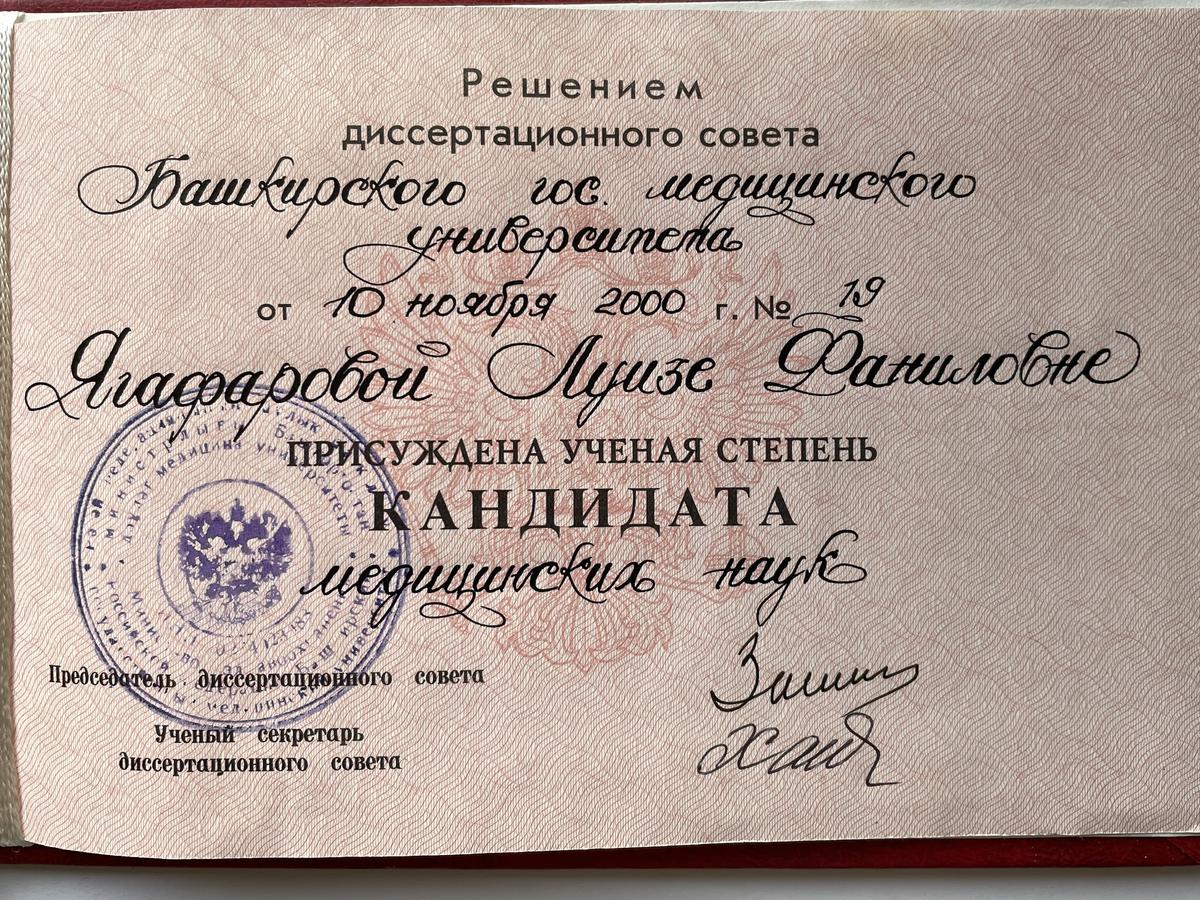 Решением
диссертационного совета
Башкирского гос. медицинского
университета
от 10 ноября 2000 г. № 19
Ягафаровой Луизе Фаниловне
ПРИСУЖДЕНА УЧЕНАЯ СТЕПЕНЬ
КАНДИДАТА
медицинских наук
Председатель диссертационного совета
Ученый секретарь
диссертационного совета